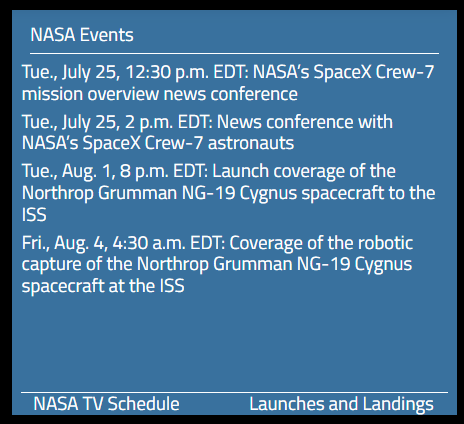 NASA Events
Tue., July 25, 12:30 p.m. EDT: NASA's SpaceX Crew-7
mission overview news conference
Tue., July 25, 2 p.m. EDT: News conference with
NASA's SpaceX Crew-7 astronauts
Tue., Aug. 1, 8 p.m. EDT: Launch coverage of the
Northrop Grumman NG-19 Cygnus spacecraft to the
ISS
Fri., Aug. 4, 4:30 a.m. EDT: Coverage of the robotic
capture of the Northrop Grumman NG-19 Cygnus
spacecraft at the ISS
NASA TV Schedule Launches and Landings